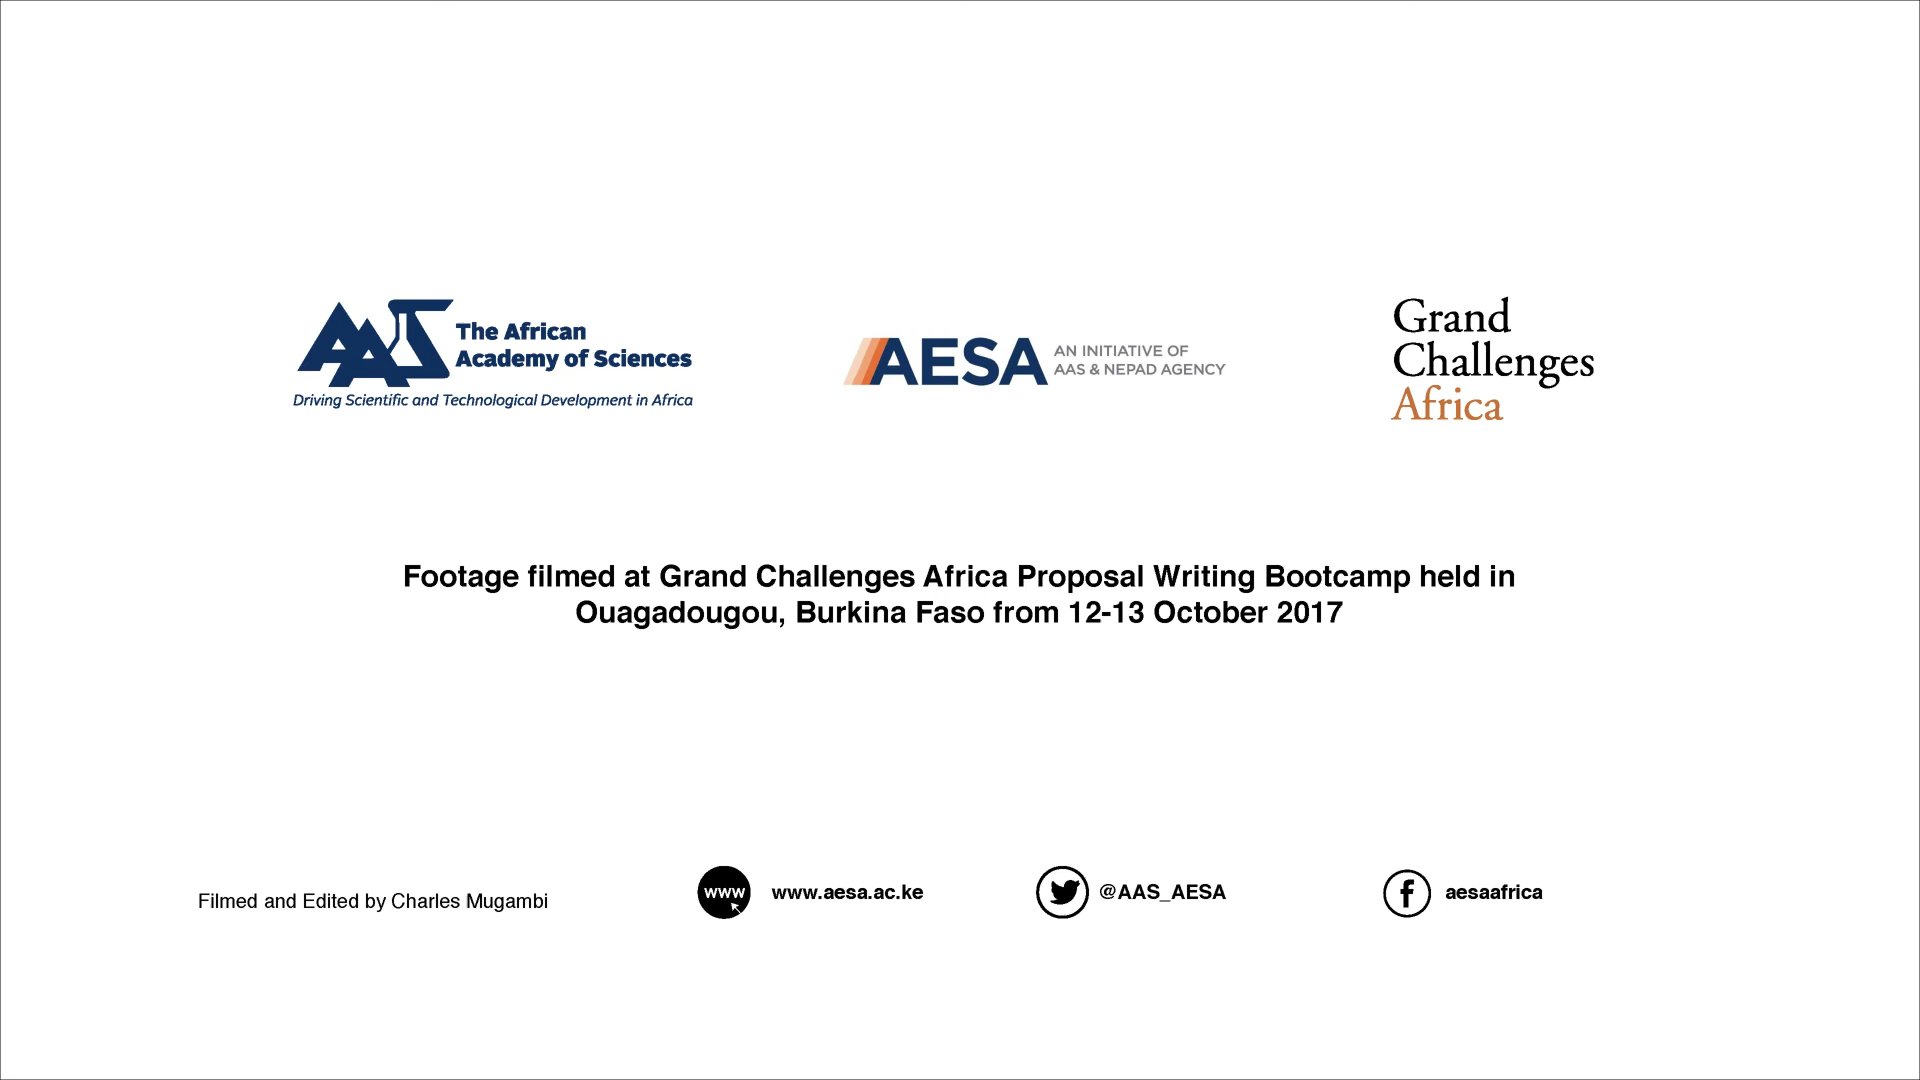 AAS
The African
Academy of Sciences
Driving Scientific and Technological Development in Africa
AESA
AN INITIATIVE OF
AAS & NEPAD AGENCY
Grand
Challenges
Africa
Footage filmed at Grand Challenges Africa Proposal Writing Bootcamp held in
Ouagadougou, Burkina Faso from 12-13 October 2017
Filmed and Edited by Charles Mugambi
www
www.aesa.ac.ke
@AAS_AESA
f
aesaafrica